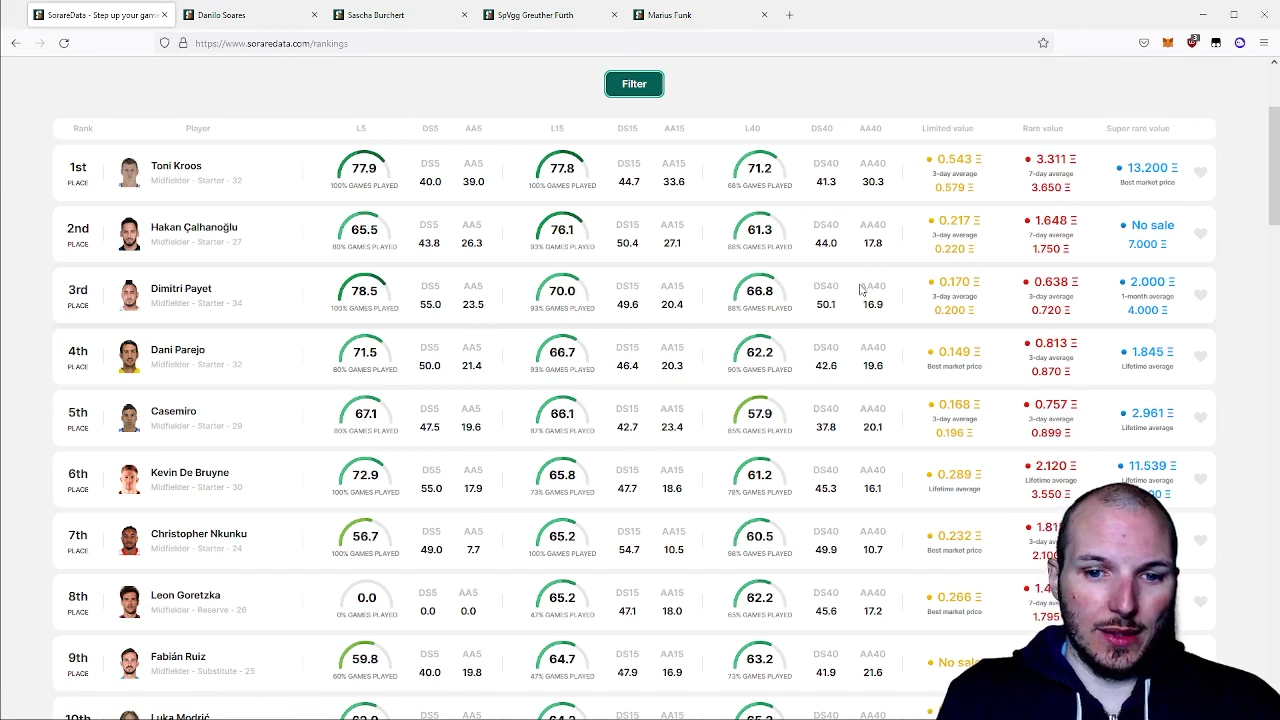 SorareData - Step up your game
Danilo Soares
Sascha Burchert
SpVgg Greuther Fürth
Marius Funk
https://www.soraredata.com/rankings
Filter
Rank Player L5 DS5 AA5 L15 DS15 AA15 L40 DS40 AA40 Limited value Rare value Super rare value
1st PLACE
Toni Kroos
Midfielder - Starter - 32
77.9 100% GAMES PLAYED DS5 AA5
77.8 100% GAMES PLAYED DS15 44.7 AA15 33.6
71.2 68% GAMES PLAYED DS40 41.3 AA40 30.3
0.543 Ξ 3-day average 0.579 Ξ
3.311 Ξ 7-day average 3.650 Ξ
13.200 Ξ Best market price
2nd PLACE
Hakan Çalhanoğlu
Midfielder - Starter - 27
65.5 80% GAMES PLAYED DS5 43.8 AA5
76.1 93% GAMES PLAYED DS15 50.4 AA15 27.1
61.3 88% GAMES PLAYED DS40 44.0 AA40 17.8
0.217 Ξ 3-day average 0.220 Ξ
1.648 Ξ 7-day average 1.750 Ξ
No sale 7.000 Ξ
3rd PLACE
Dimitri Payet
Midfielder - Starter - 34
78.5 100% GAMES PLAYED DS5 AA5
70.0 93% GAMES PLAYED DS15 49.6 AA15 20.4
66.8 88% GAMES PLAYED DS40 50.1 AA40 16.9
0.170 Ξ 3-day average 0.200 Ξ
0.638 Ξ 3-day average 0.720 Ξ
2.000 Ξ 1-month average 4.000 Ξ
4th PLACE
Dani Parejo
Midfielder - Starter - 32
71.5 100% GAMES PLAYED DS5 50.0 AA5 21.4
66.7 93% GAMES PLAYED DS15 46.4 AA15 20.3
62.2 90% GAMES PLAYED DS40 42.6 AA40 19.6
0.149 Ξ Best market price
0.813 Ξ 3-day average 0.870 Ξ
1.845 Ξ Lifetime average
5th PLACE
Casemiro
Midfielder - Starter -
67.1 80% GAMES PLAYED DS5 47.5 AA5
66.1 87% GAMES PLAYED DS15 42.7 AA15 23.4
57.9 85% GAMES PLAYED DS40 37.8 AA40 20.1
0.168 Ξ 3-day average 0.196 Ξ
0.757 Ξ 3-day average 0.899 Ξ
2.961 Ξ Lifetime average
6th PLACE
Kevin De Bruyne
Midfielder - Starter - 30
72.9 100% GAMES PLAYED DS5 55.0 AA5 17.9
65.8 73% GAMES PLAYED DS15 47.7 AA15 18.6
61.2 78% GAMES PLAYED DS40 45.3 AA40 16.1
0.289 Ξ Lifetime average
2.120 Ξ Lifetime average 3.550 Ξ
11.539 Ξ Lifetime average
7th PLACE
Christopher Nkunku
Midfielder - Starter - 24
56.7 100% GAMES PLAYED DS5 49.0 AA5 7.7
65.2 100% GAMES PLAYED DS15 54.7 AA15 10.5
60.5 98% GAMES PLAYED DS40 49.9 AA40 10.7
0.232 Ξ Best market price
8th PLACE
Leon Goretzka
Midfielder - Reserve - 26
0.0 0% GAMES PLAYED DS5 0.0 AA5 0.0
65.2 47% GAMES PLAYED DS15 47.1 AA15 18.0
62.2 65% GAMES PLAYED DS40 45.6 AA40 17.2
0.266 Ξ Best market price
1.795
9th PLACE
Fabián Ruiz
Midfielder - Substitute - 25
59.8 60% GAMES PLAYED DS5 40.0 AA5 19.8
64.7 47% GAMES PLAYED DS15 47.9 AA15 16.9
63.2 73% GAMES PLAYED DS40 41.9 AA40 21.6
No sale
10th Luka Modrić